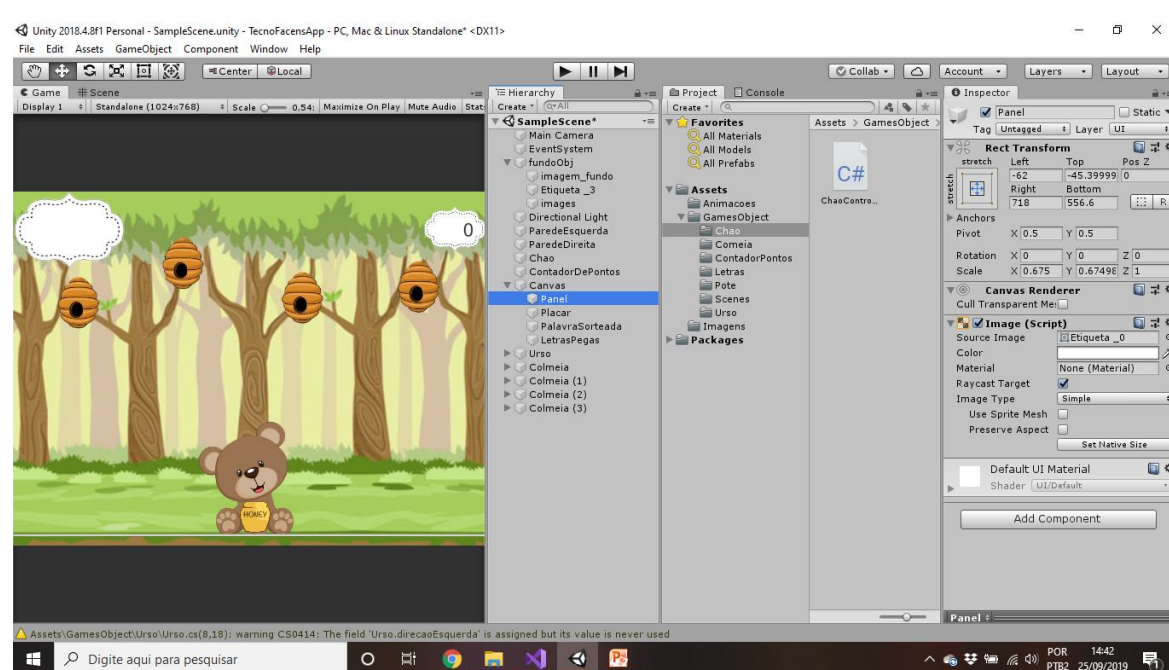 Unity 2018.4.8f1 Personal - SampleScene.unity - TecnoFacensApp - PC, Mac & Linux Standalone* <DX11>
File Edit Assets GameObject Component Window Help
Center Local Collab Account Layers Layout
Game Scene
Display 1 Standalone (1024x768) Scale 0.54: Maximize On Play Mute Audio Stat
0
HONEY
Hierarchy
Create All
SampleScene*
Main Camera
EventSystem
fundoObj
imagem_fundo
Etiqueta _3
images
Directional Light
ParedeEsquerda
ParedeDireita
Chao
ContadorDePontos
Canvas
Panel
Placar
PalavraSorteada
LetrasPegas
Urso
Colmeia
Colmeia (1)
Colmeia (2)
Colmeia (3)
Project Console
Create
Favorites
All Materials
All Models
All Prefabs
Assets
Animacoes
GamesObject
Chao
Comeia
ContadorPontos
Letras
Pote
Scenes
Urso
Imagens
Packages
Assets > GamesObject >
C#
ChaoContro...
Inspector
Panel Static
Tag Untagged Layer UI
Rect Transform
stretch Left Top Pos Z
stretch -62 -45.39999 0
Right Bottom
718 556.6 R
Anchors
Pivot X 0.5 Y 0.5
Rotation X 0 Y 0 Z 0
Scale X 0.675 Y 0.67498 Z 1
Canvas Renderer
Cull Transparent Me:
Image (Script)
Source Image Etiqueta _0
Color
Material None (Material)
Raycast Target
Image Type Simple
Use Sprite Mesh
Preserve Aspect
Set Native Size
Default UI Material
Shader UI/Default
Add Component
Panel
Assets\GamesObject\Urso\Urso.cs(8,18): warning CS0414: The field 'Urso.direcaoEsquerda' is assigned but its value is never used
Digite aqui para pesquisar
POR 14:42
PTB2 25/09/2019